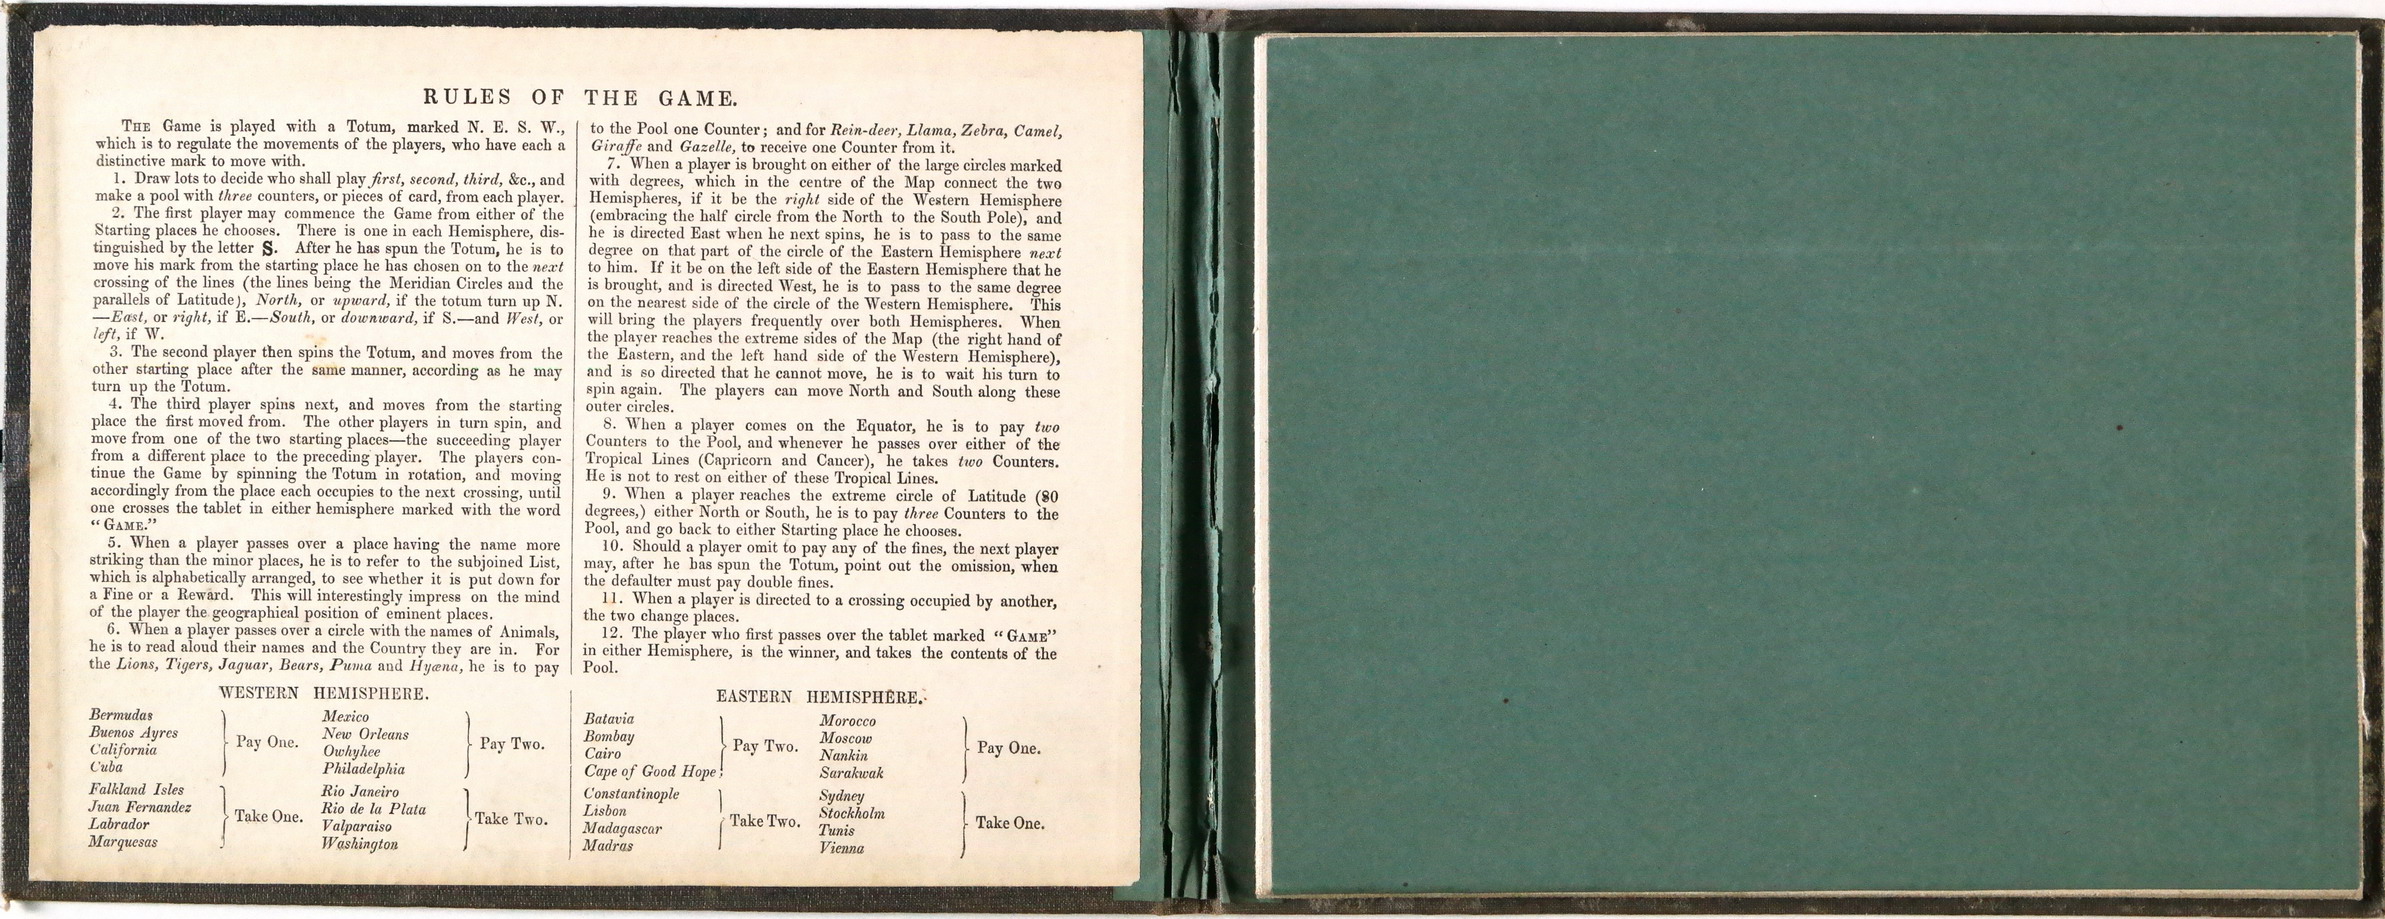 RULES OF THE GAME.
THE Game is played with a Totum, marked N. E. S. W.,
which is to regulate the movements of the players, who have each a
distinctive mark to move with.
1. Draw lots to decide who shall play first, second, third, &c., and
make a pool with three counters, or pieces of card, from each player.
2. The first player may commence the Game from either of the
Starting places he chooses. There is one in each Hemisphere, dis-
tinguished by the letter S. After he has spun the Totum, he is to
move his mark from the starting place he has chosen on to the next
crossing of the lines (the lines being the Meridian Circles and the
parallels of Latitude), North, or upward, if the totum turn up N.
—East, or right, if E.—South, or downward, if S.—and West, or
left, if W.
3. The second player then spins the Totum, and moves from the
other starting place after the same manner, according as he may
turn up the Totum.
4. The third player spins next, and moves from the starting
place the first moved from. The other players in turn spin, and
move from one of the two starting places—the succeeding player
from a different place to the preceding player. The players con-
tinue the Game by spinning the Totum in rotation, and moving
accordingly from the place each occupies to the next crossing, until
one crosses the tablet in either hemisphere marked with the word
"GAME."
5. When a player passes over a place having the name more
striking than the minor places, he is to refer to the subjoined List,
which is alphabetically arranged, to see whether it is put down for
a Fine or a Reward. This will interestingly impress on the mind
of the player the geographical position of eminent places.
6. When a player passes over a circle with the names of Animals,
he is to read aloud their names and the Country they are in. For
the Lions, Tigers, Jaguar, Bears, Puma and Hyæna, he is to pay
to the Pool one Counter; and for Rein-deer, Llama, Zebra, Camel,
Giraffe and Gazelle, to receive one Counter from it.
7. When a player is brought on either of the large circles marked
with degrees, which in the centre of the Map connect the two
Hemispheres, if it be the right side of the Western Hemisphere
(embracing the half circle from the North to the South Pole), and
he is directed East when he next spins, he is to pass to the same
degree on that part of the circle of the Eastern Hemisphere next
to him. If it be on the left side of the Eastern Hemisphere that he
is brought, and is directed West, he is to pass to the same degree
on the nearest side of the circle of the Western Hemisphere. This
will bring the players frequently over both Hemispheres. When
the player reaches the extreme sides of the Map (the right hand of
the Eastern, and the left hand side of the Western Hemisphere),
and is so directed that he cannot move, he is to wait his turn to
spin again. The players can move North and South along these
outer circles.
8. When a player comes on the Equator, he is to pay two
Counters to the Pool, and whenever he passes over either of the
Tropical Lines (Capricorn and Cancer), he takes two Counters.
He is not to rest on either of these Tropical Lines.
9. When a player reaches the extreme circle of Latitude (80
degrees,) either North or South, he is to pay three Counters to the
Pool, and go back to either Starting place he chooses.
10. Should a player omit to pay any of the fines, the next player
may, after he has spun the Totum, point out the omission, when
the defaulter must pay double fines.
11. When a player is directed to a crossing occupied by another,
the two change places.
12. The player who first passes over the tablet marked "GAME"
in either Hemisphere, is the winner, and takes the contents of the
Pool.
WESTERN HEMISPHERE.
Bermudas
Buenos Ayres
California
Cuba
Pay One.
Mexico
New Orleans
Owhyhee
Philadelphia
Pay Two.
Falkland Isles
Juan Fernandez
Labrador
Marquesas
Take One.
Rio Janeiro
Rio de la Plata
Valparaiso
Washington
Take Two.
EASTERN HEMISPHERE.
Batavia
Bombay
Cairo
Cape of Good Hope
Pay Two.
Morocco
Moscow
Nankin
Sarakwak
Pay One.
Constantinople
Lisbon
Madagascar
Madras
Take Two.
Sydney
Stockholm
Tunis
Vienna
Take One.